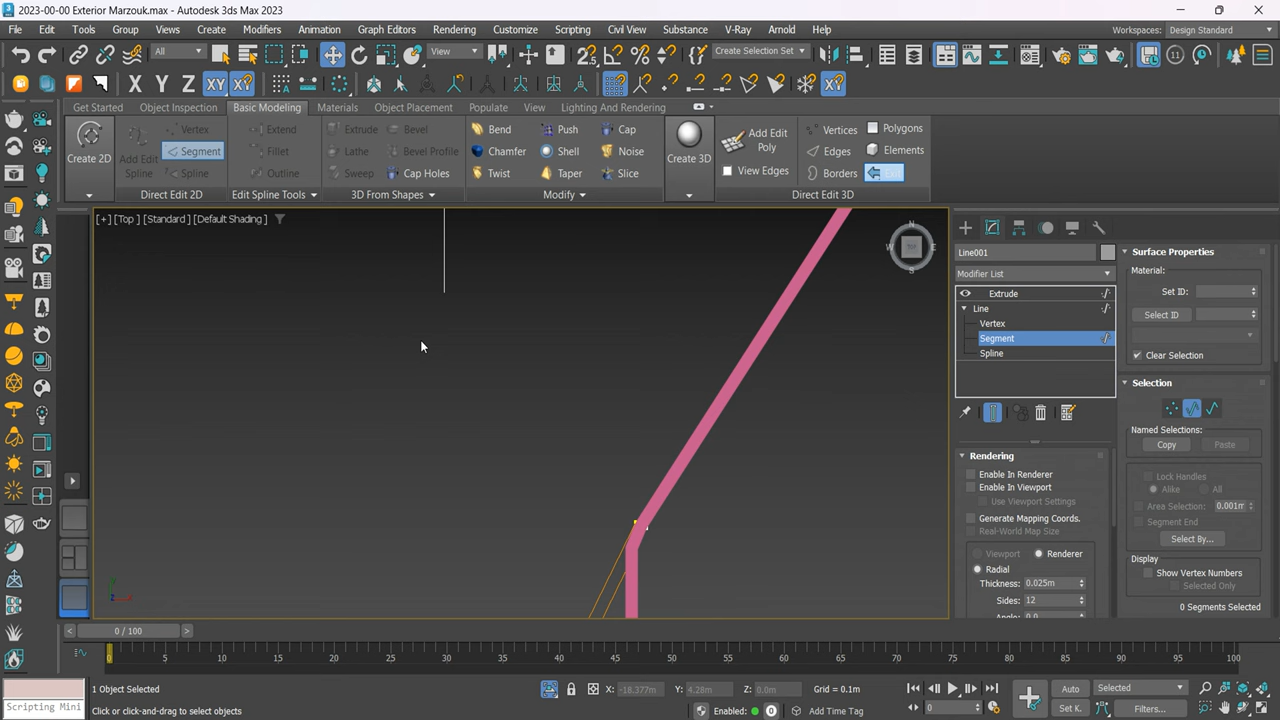 2023-00-00 Exterior Marzouk.max - Autodesk 3ds Max 2023
File Edit Tools Group Views Create Modifiers Animation Graph Editors Rendering Customize Scripting Civil View Substance V-Ray Arnold Help Workspaces: Design Standard
All View Create Selection Set
X Y Z XY
Get Started Object Inspection Basic Modeling Materials Object Placement Populate View Lighting And Rendering
Create 2D Add Edit Spline Vertex Segment Spline Direct Edit 2D
Extend Fillet Outline Edit Spline Tools
Extrude Bevel Lathe Bevel Profile Sweep Cap Holes 3D From Shapes
Bend Push Cap
Chamfer Shell Noise
Twist Taper Slice
Modify
Create 3D
Add Edit Poly View Edges
Vertices Polygons
Edges Elements
Borders
Direct Edit 3D
[+] [Top ] [Standard ] [Default Shading ]
N
W TOP E
S
Line001
Modifier List
Extrude
Line
Vertex
Segment
Spline
Rendering
Enable In Renderer
Enable In Viewport
Use Viewport Settings
Generate Mapping Coords.
Real-World Map Size
Viewport Renderer
Radial
Thickness: 0.025m
Sides: 12
Surface Properties
Material:
Set ID:
Select ID
Clear Selection
Selection
Named Selections:
Copy Paste
Lock Handles
Alike All
Area Selection: 0.001m
Segment End
Select By...
Display
Show Vertex Numbers
Selected Only
0 Segments Selected
0 / 100
0 5 10 15 20 25 30 35 40 45 50 55 60 65 70 75 80 85 90 95 100
1 Object Selected
Click or click-and-drag to select objects
Scripting Mini
X: -18.377m Y: 4.28m Z: 0.0m Grid = 0.1m
Enabled: Add Time Tag
0
Auto Selected
Set K. Filters...